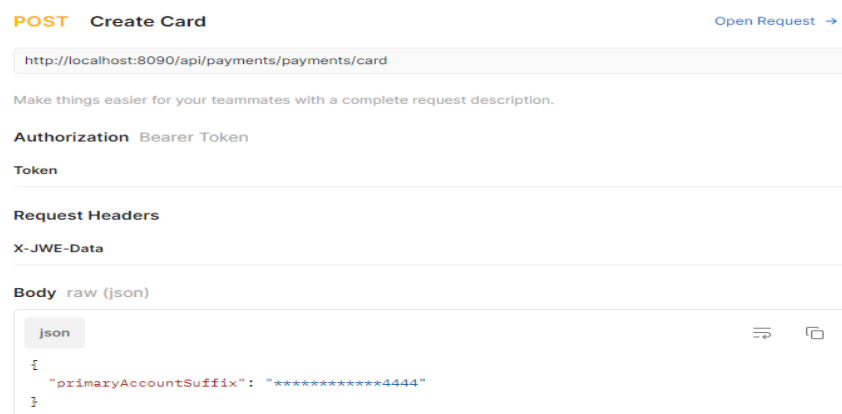 POST Create Card Open Request →
http://localhost:8090/api/payments/payments/card
Make things easier for your teammates with a complete request description.
Authorization Bearer Token
Token
Request Headers
X-JWE-Data
Body raw (json)
json
{
"primaryAccountSuffix": "************4444"
}